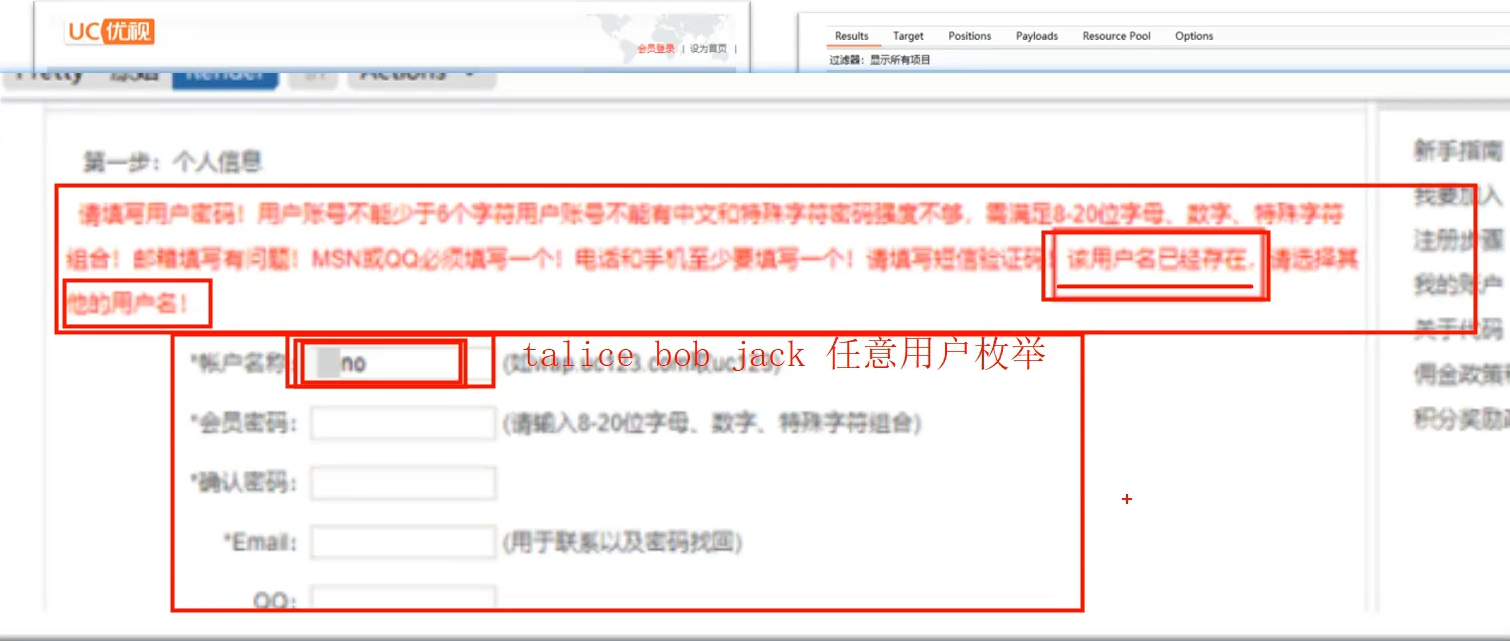 UC优视
会员登录 | 设为首页 |
Results Target Positions Payloads Resource Pool Options
过滤器：显示所有项目
Pretty Render Actions
第一步：个人信息
请填写用户密码！用户账号不能少于6个字符用户账号不能有中文和特殊字符密码强度不够，需满足8-20位字母、数字、特殊字符
组合！邮箱填写有问题！MSN或QQ必须填写一个！电话和手机至少要填写一个！请填写短信验证码！该用户名已经存在，请选择其
他的用户名！
*帐户名称 no
talice bob jack 任意用户枚举
*会员密码： (请输入8-20位字母、数字、特殊字符组合)
*确认密码：
*Email： (用于联系以及密码找回)
QQ：
新手指南
我要加入
注册步骤
我的账户
关于代码
佣金政策
积分奖励